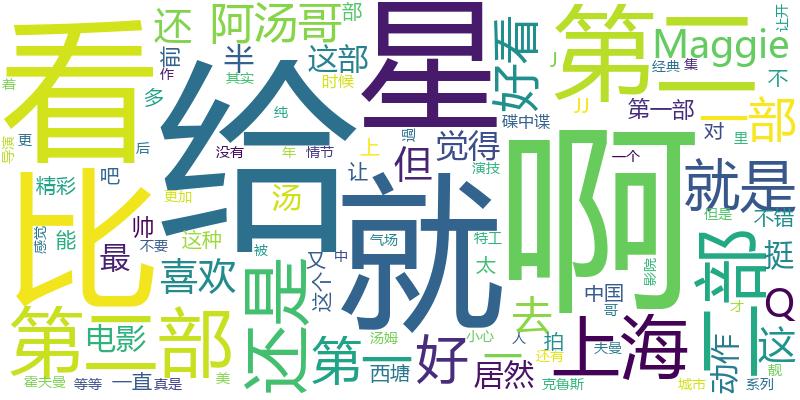 看
给
星
啊
就
比
第二
第三部
还是
上海
就是
一部
二部
阿汤哥
Maggie
好看
还
半
这部
部
前
作
多
着
导演
更
后
其实
纯
时候
没有
年
情节
碟中谍
J
JJ
经典
集
让开
不
第一部
对
里
觉得
但
上
让
演技
一个
汤
吧
精彩
能
感觉
帅
最
不要
这种
更加
喜欢
被
这个
又
中
气场
特工
太
不错
但是
挺
影院
中国
哥
才
Q
这
去
电影
第一
好
一
居然
西塘
拍
人
小心
还有
夫曼
汤姆
克鲁斯
动作
城市
系列
靓
霍夫曼
等等
一直
真是
美